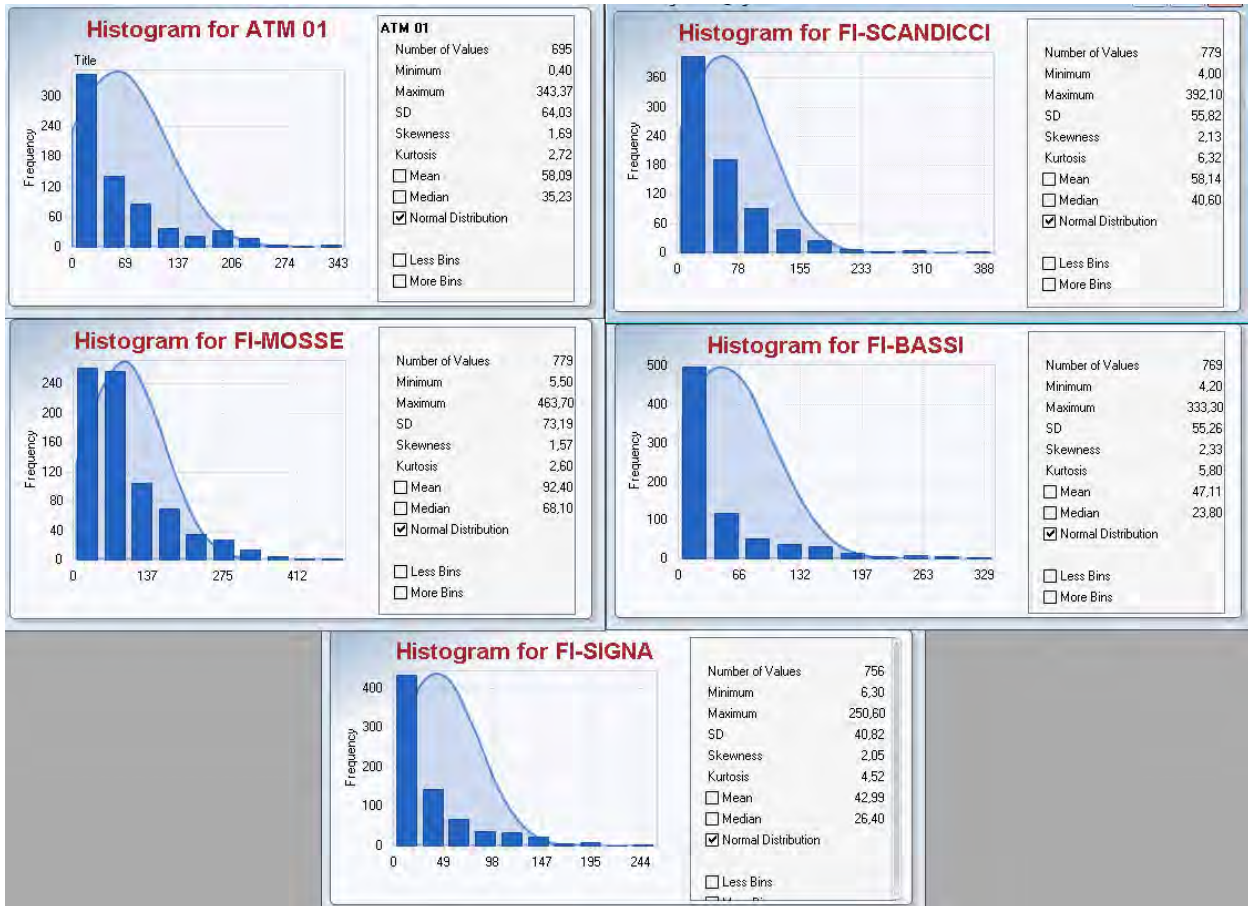 Histogram for ATM 01
Title
Frequency
300
240
180
120
60
0
0 69 137 206 274 343
ATM 01
Number of Values 695
Minimum 0,40
Maximum 343,37
SD 64,03
Skewness 1,69
Kurtosis 2,72
Mean 58,09
Median 35,23
Normal Distribution
Less Bins
More Bins
Histogram for FI-SCANDICCI
Frequency
360
300
240
180
120
60
0
0 78 155 233 310 388
Number of Values 779
Minimum 4,00
Maximum 392,10
SD 55,82
Skewness 2,13
Kurtosis 6,32
Mean 58,14
Median 40,60
Normal Distribution
Less Bins
More Bins
Histogram for FI-MOSSE
Frequency
240
200
160
120
80
40
0
0 137 275 412
Number of Values 779
Minimum 5,50
Maximum 463,70
SD 73,19
Skewness 1,57
Kurtosis 2,60
Mean 92,40
Median 68,10
Normal Distribution
Less Bins
More Bins
Histogram for FI-BASSI
Frequency
500
400
300
200
100
0
0 66 132 197 263 329
Number of Values 769
Minimum 4,20
Maximum 333,30
SD 55,26
Skewness 2,33
Kurtosis 5,80
Mean 47,11
Median 23,80
Normal Distribution
Less Bins
More Bins
Histogram for FI-SIGNA
Frequency
400
300
200
100
0
0 49 98 147 195 244
Number of Values 756
Minimum 6,30
Maximum 250,60
SD 40,82
Skewness 2,05
Kurtosis 4,52
Mean 42,99
Median 26,40
Normal Distribution
Less Bins